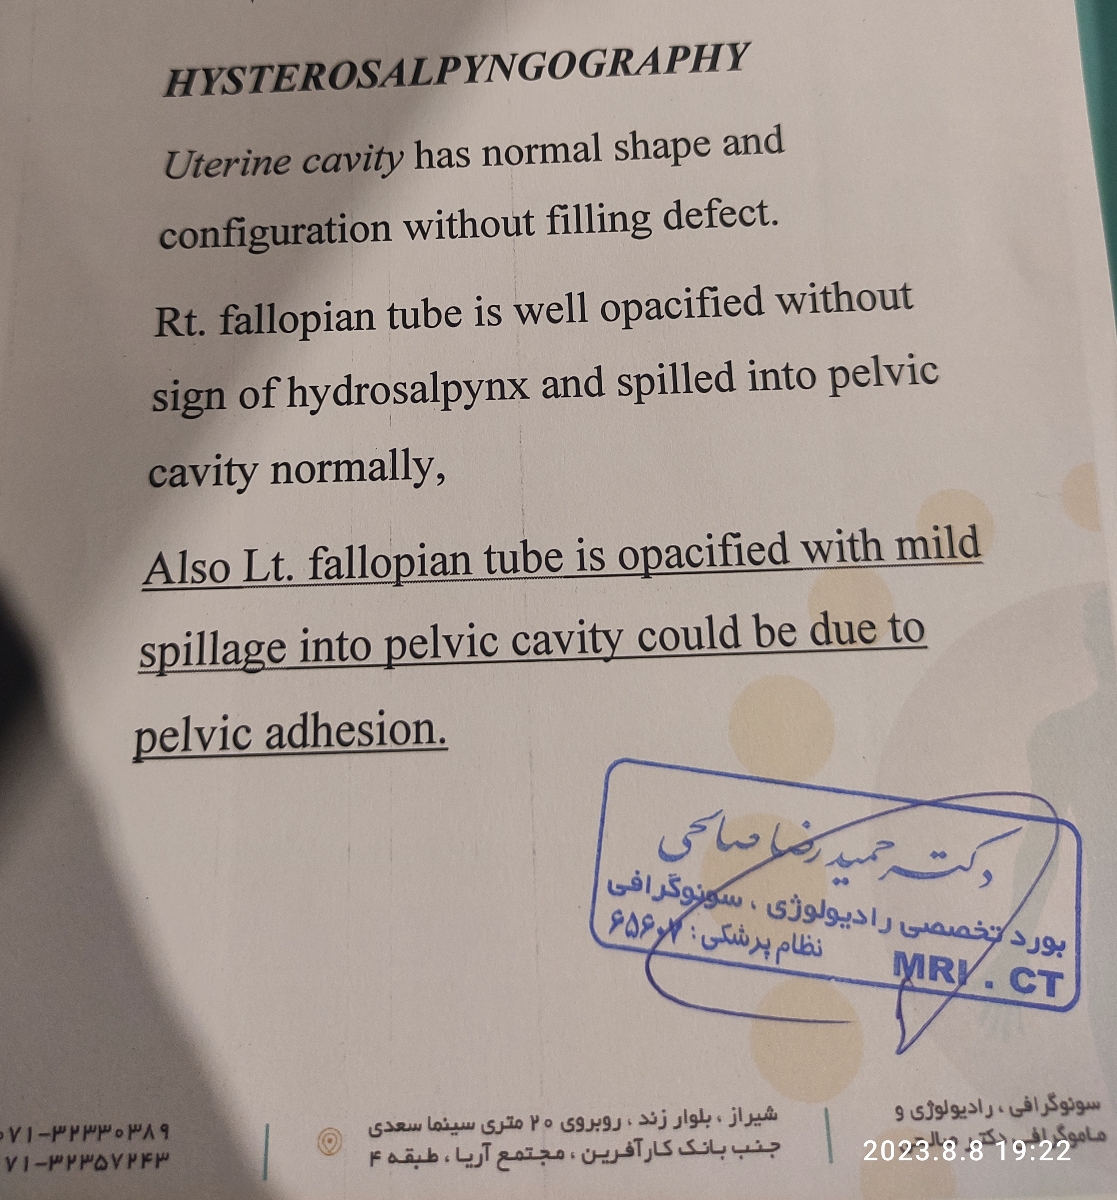 HYSTEROSALPYNGOGRAPHY
Uterine cavity has normal shape and
configuration without filling defect.
Rt. fallopian tube is well opacified without
sign of hydrosalpynx and spilled into pelvic
cavity normally,
Also Lt. fallopian tube is opacified with mild
spillage into pelvic cavity could be due to
pelvic adhesion.
دکتر حمیدرضا صالحی
بورد تخصصی رادیولوژی ، سونوگرافی
نظام پزشکی:
MRI . CT
سونوگرافی ، رادیولوژی و
ماموگرافی دکتر
شیراز ، بلوار زند ، روبروی ۲۰ متری سینما سعدی
جنب بانک کارآفرین ، مجتمع آریا ، طبقه ۴
۰۷۱-۳۲۳۳۰۳۸۹
۷۱-۳۲۳۵۷۲۴۳
2023.8.8 19:22